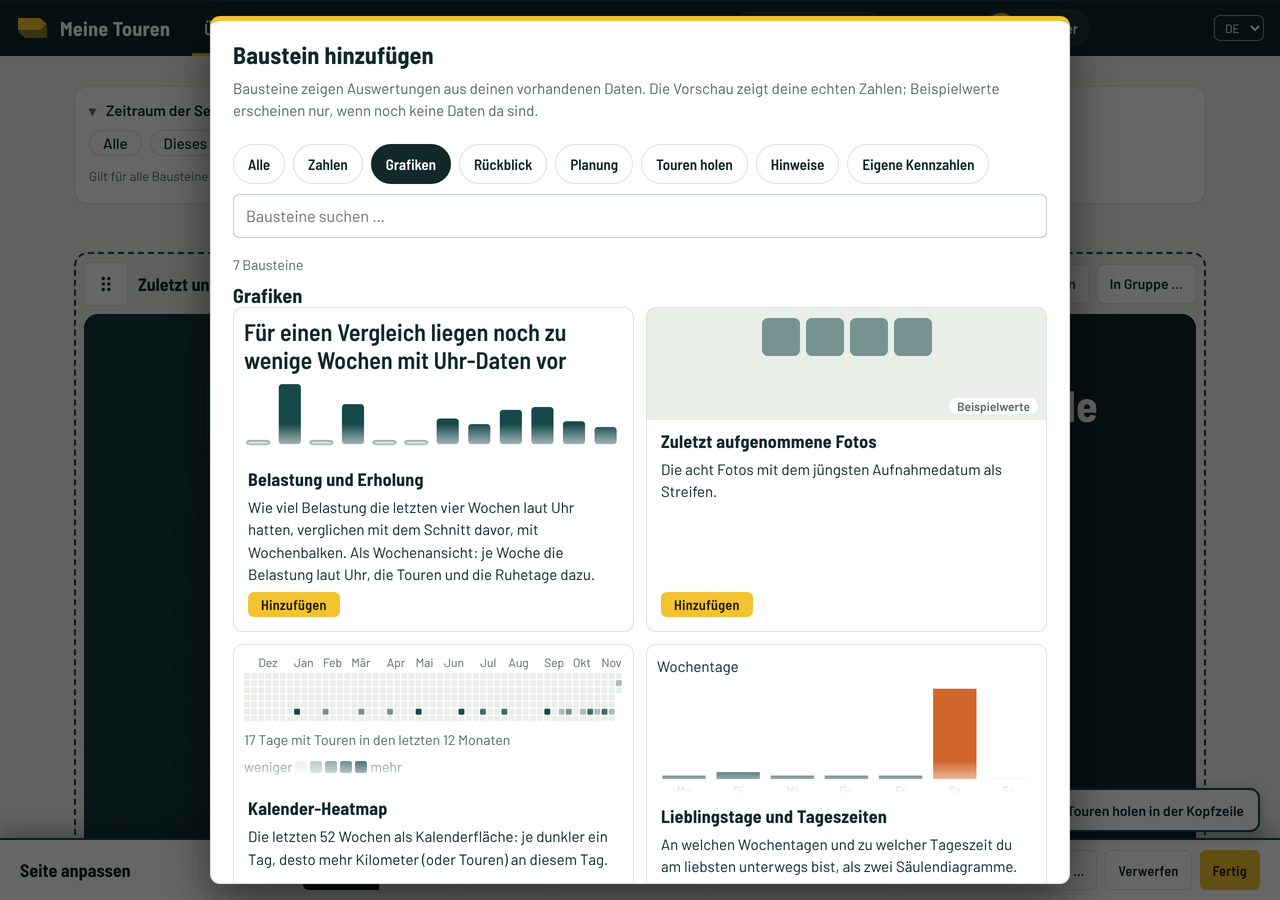 Meine Touren
DE
Zeitraum der Se
Alle
Dieses
Gilt für alle Bausteine
Zuletzt un
In Gruppe ...
Baustein hinzufügen
Bausteine zeigen Auswertungen aus deinen vorhandenen Daten. Die Vorschau zeigt deine echten Zahlen; Beispielwerte
erscheinen nur, wenn noch keine Daten da sind.
Alle
Zahlen
Grafiken
Rückblick
Planung
Touren holen
Hinweise
Eigene Kennzahlen
Bausteine suchen ...
7 Bausteine
Grafiken
Für einen Vergleich liegen noch zu
wenige Wochen mit Uhr-Daten vor
Belastung und Erholung
Wie viel Belastung die letzten vier Wochen laut Uhr
hatten, verglichen mit dem Schnitt davor, mit
Wochenbalken. Als Wochenansicht: je Woche die
Belastung laut Uhr, die Touren und die Ruhetage dazu.
Hinzufügen
Beispielwerte
Zuletzt aufgenommene Fotos
Die acht Fotos mit dem jüngsten Aufnahmedatum als
Streifen.
Hinzufügen
Dez Jan Feb Mär Apr Mai Jun Jul Aug Sep Okt Nov
17 Tage mit Touren in den letzten 12 Monaten
weniger mehr
Kalender-Heatmap
Die letzten 52 Wochen als Kalenderfläche: je dunkler ein
Tag, desto mehr Kilometer (oder Touren) an diesem Tag.
Wochentage
Mo Di Mi Do Fr Sa So
Lieblingstage und Tageszeiten
An welchen Wochentagen und zu welcher Tageszeit du
am liebsten unterwegs bist, als zwei Säulendiagramme.
Touren holen in der Kopfzeile
Seite anpassen
...
Verwerfen
Fertig